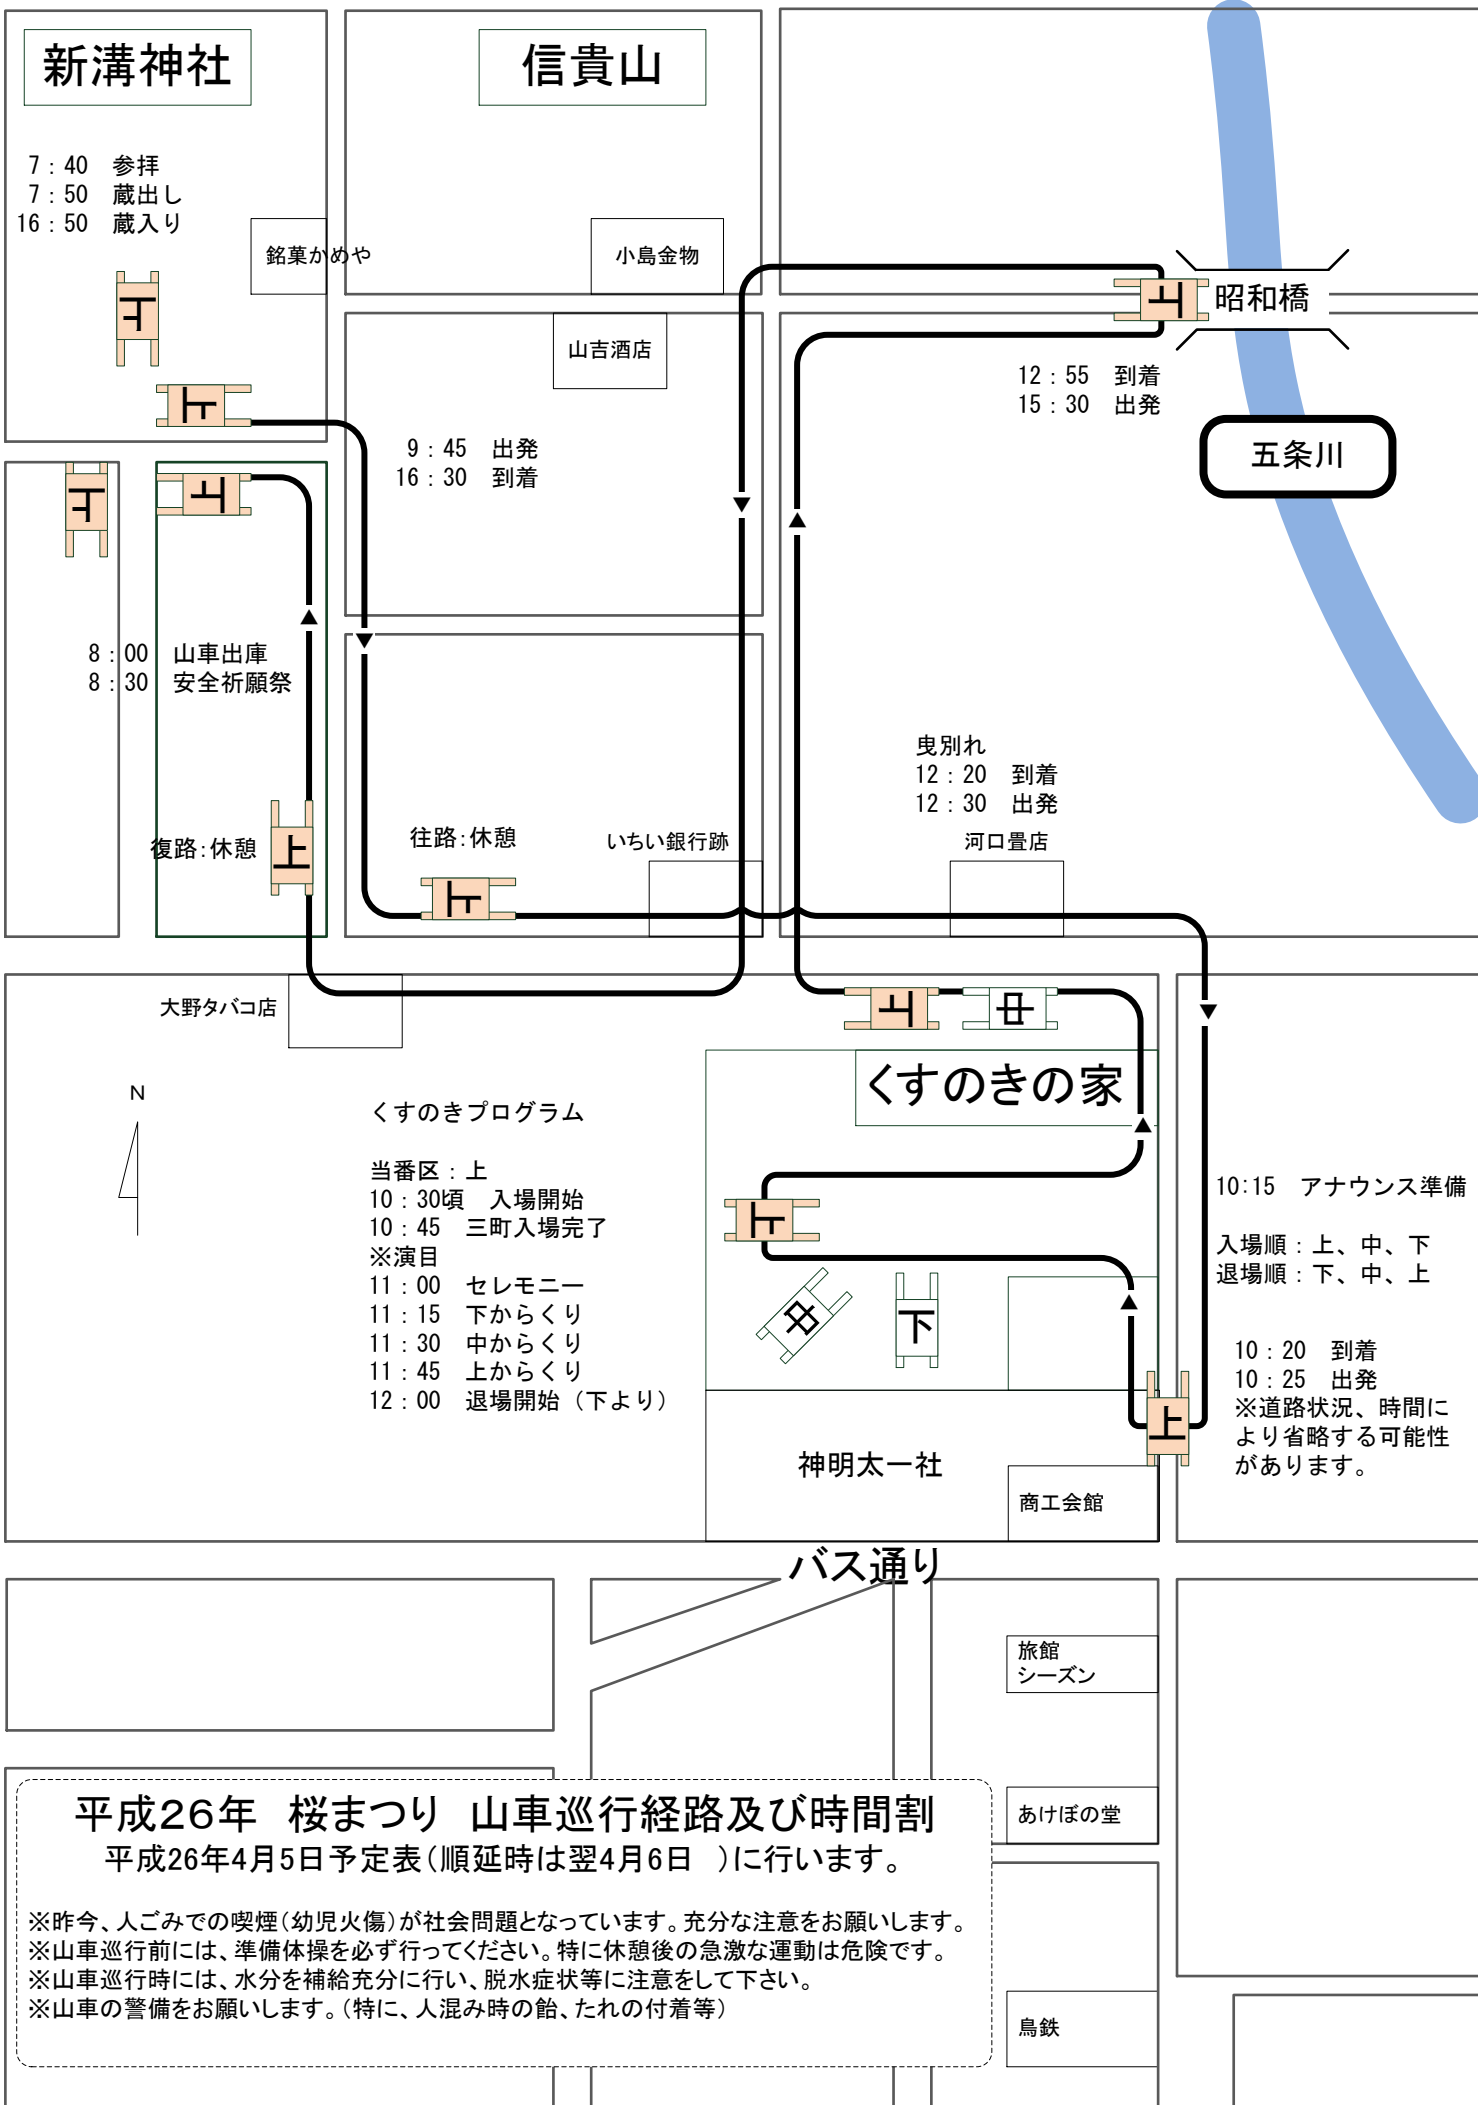 新溝神社
信貴山
7：40　参拝
7：50　蔵出し
16：50　蔵入り
銘菓かめや
小島金物
山吉酒店
上
昭和橋
下
上
12：55　到着
15：30　出発
9：45　出発
16：30　到着
五条川
下
上
8：00　山車出庫
8：30　安全祈願祭
曳別れ
12：20　到着
12：30　出発
復路：休憩
上
往路：休憩
上
いちい銀行跡
河口畳店
大野タバコ店
上
中
くすのきの家
N
くすのきプログラム
当番区：上
10：30頃　入場開始
10：45　三町入場完了
※演目
11：00　セレモニー
11：15　下からくり
11：30　中からくり
11：45　上からくり
12：00　退場開始（下より）
上
中
下
10：15　アナウンス準備
入場順：上、中、下
退場順：下、中、上
10：20　到着
10：25　出発
※道路状況、時間に
より省略する可能性
があります。
上
神明太一社
商工会館
バス通り
旅館
シーズン
あけぼの堂
鳥鉄
平成26年　桜まつり　山車巡行経路及び時間割
平成26年4月5日予定表（順延時は翌4月6日　）に行います。
※昨今、人ごみでの喫煙（幼児火傷）が社会問題となっています。充分な注意をお願いします。
※山車巡行前には、準備体操を必ず行ってください。特に休憩後の急激な運動は危険です。
※山車巡行時には、水分を補給充分に行い、脱水症状等に注意をして下さい。
※山車の警備をお願いします。（特に、人混み時の飴、たれの付着等）